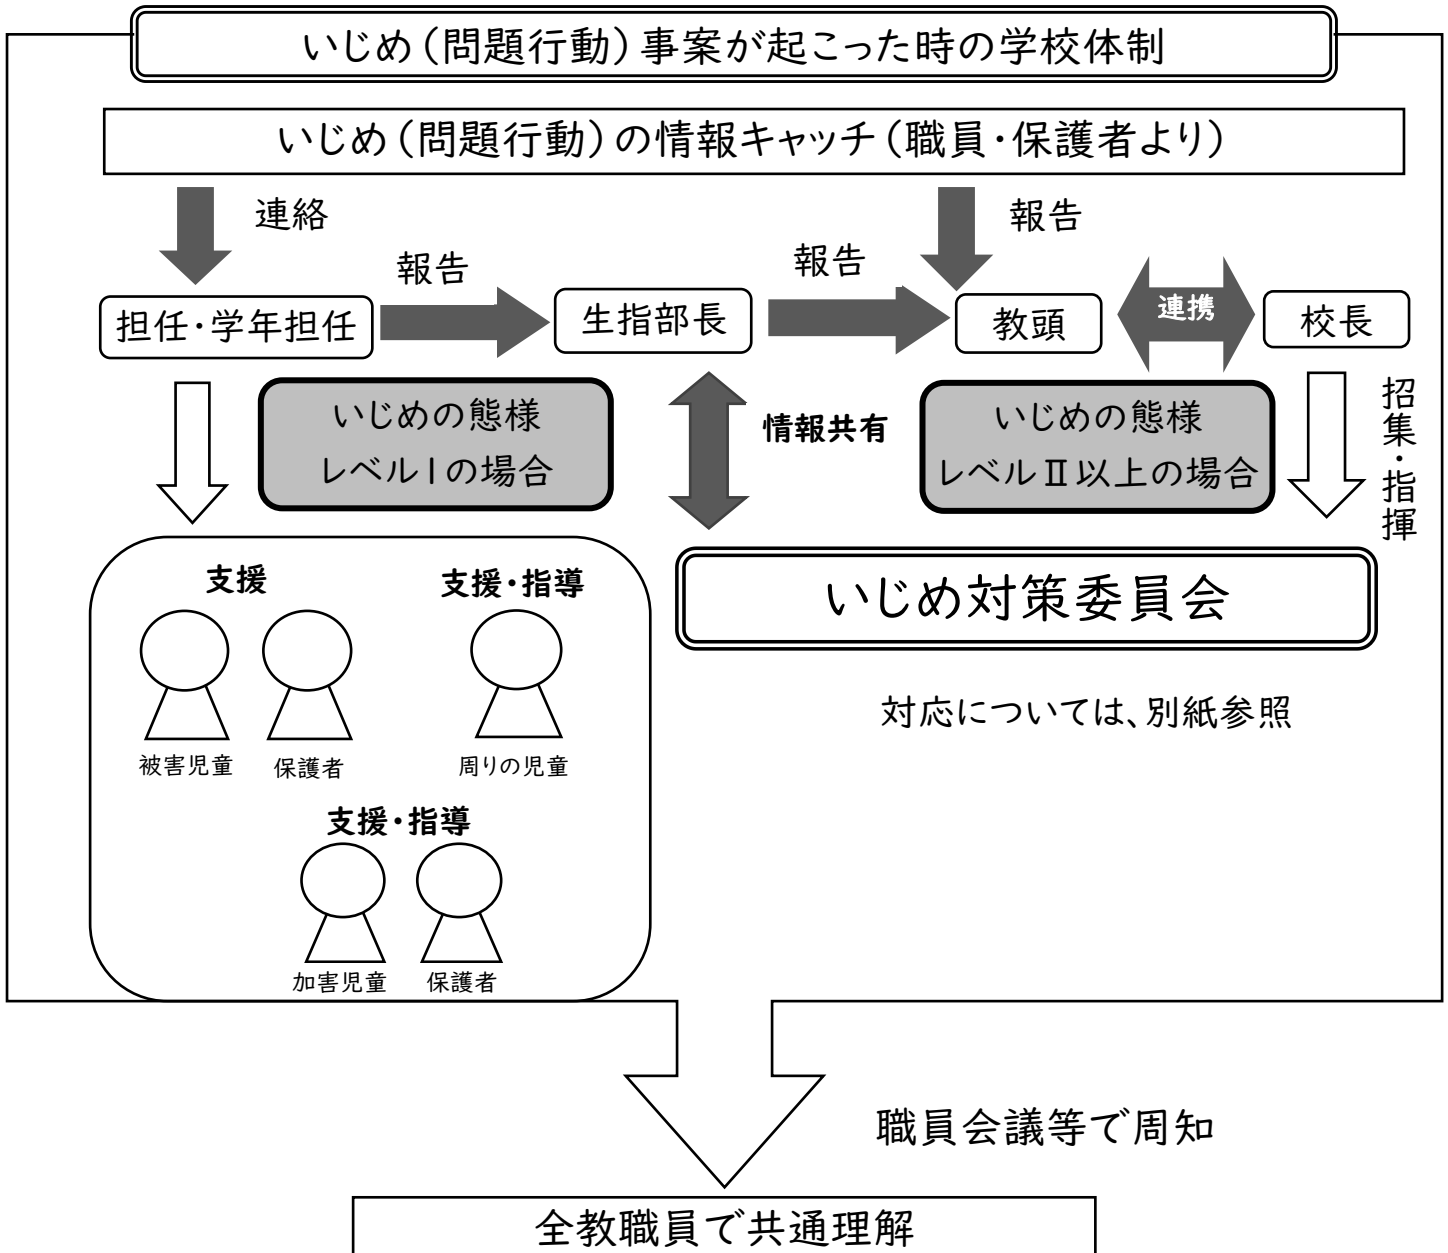 いじめ(問題行動)事案が起こった時の学校体制
いじめ(問題行動)の情報キャッチ(職員・保護者より)
連絡
報告
報告
報告
担任・学年担任
生指部長
教頭
連携
校長
いじめの態様
レベルⅠの場合
情報共有
いじめの態様
レベルⅡ以上の場合
招集・指揮
支援
支援・指導
いじめ対策委員会
被害児童
保護者
周りの児童
対応については、別紙参照
支援・指導
加害児童
保護者
職員会議等で周知
全教職員で共通理解